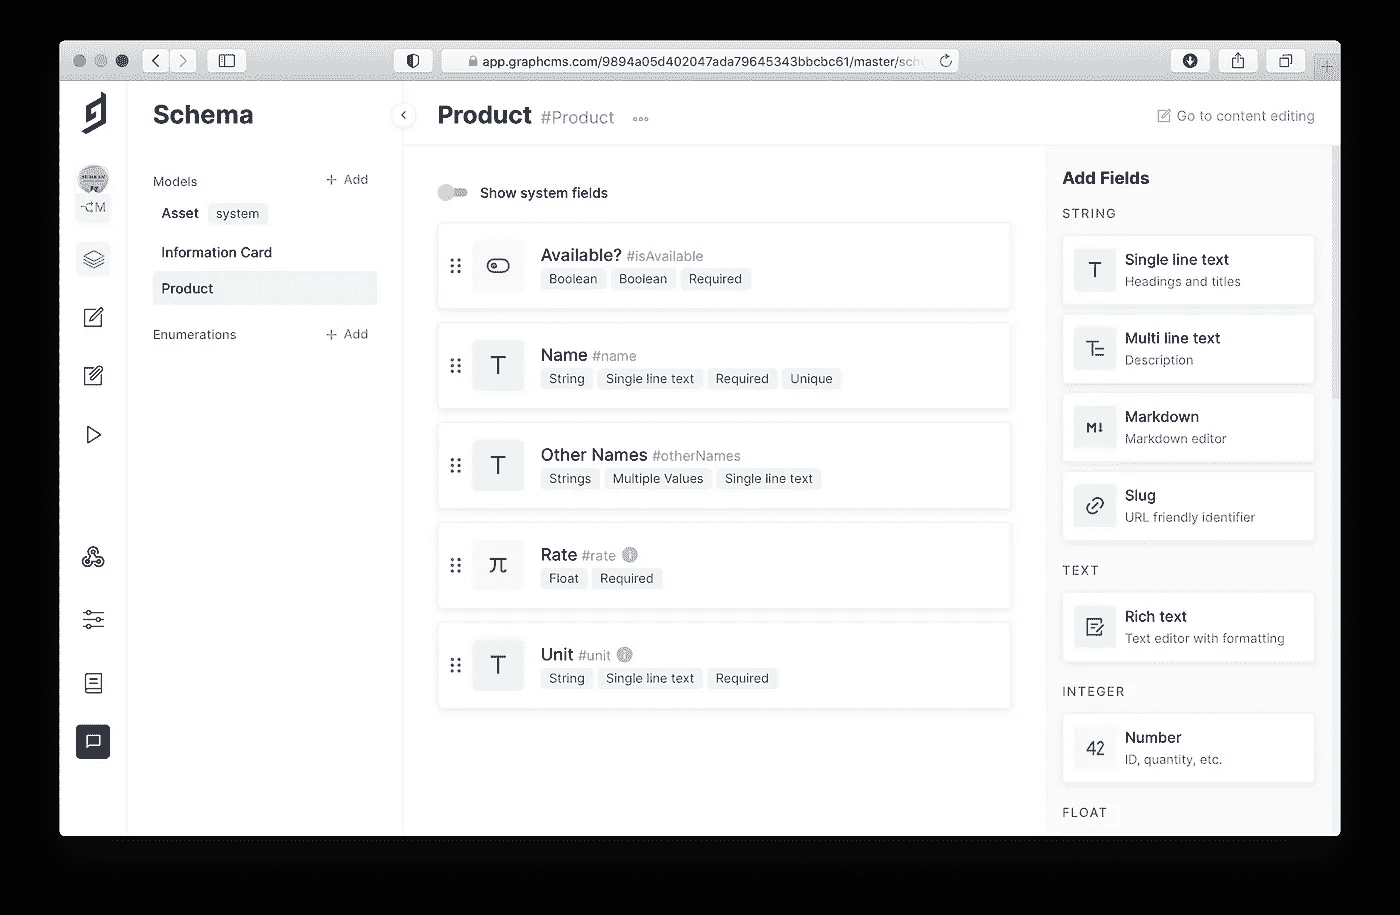 app.graphcms.com/9894a05d402047ada79645343bbcbc61/master/sch
Schema
Product #Product
Go to content editing
Models
+ Add
Asset system
Information Card
Product
Enumerations
+ Add
M
Show system fields
Available? #isAvailable
Boolean Boolean Required
T
Name #name
String Single line text Required Unique
T
Other Names #otherNames
Strings Multiple Values Single line text
π
Rate #rate
Float Required
T
Unit #unit
String Single line text Required
Add Fields
STRING
T
Single line text
Headings and titles
T
Multi line text
Description
M↓
Markdown
Markdown editor
Slug
URL friendly identifier
TEXT
Rich text
Text editor with formatting
INTEGER
42
Number
ID, quantity, etc.
FLOAT